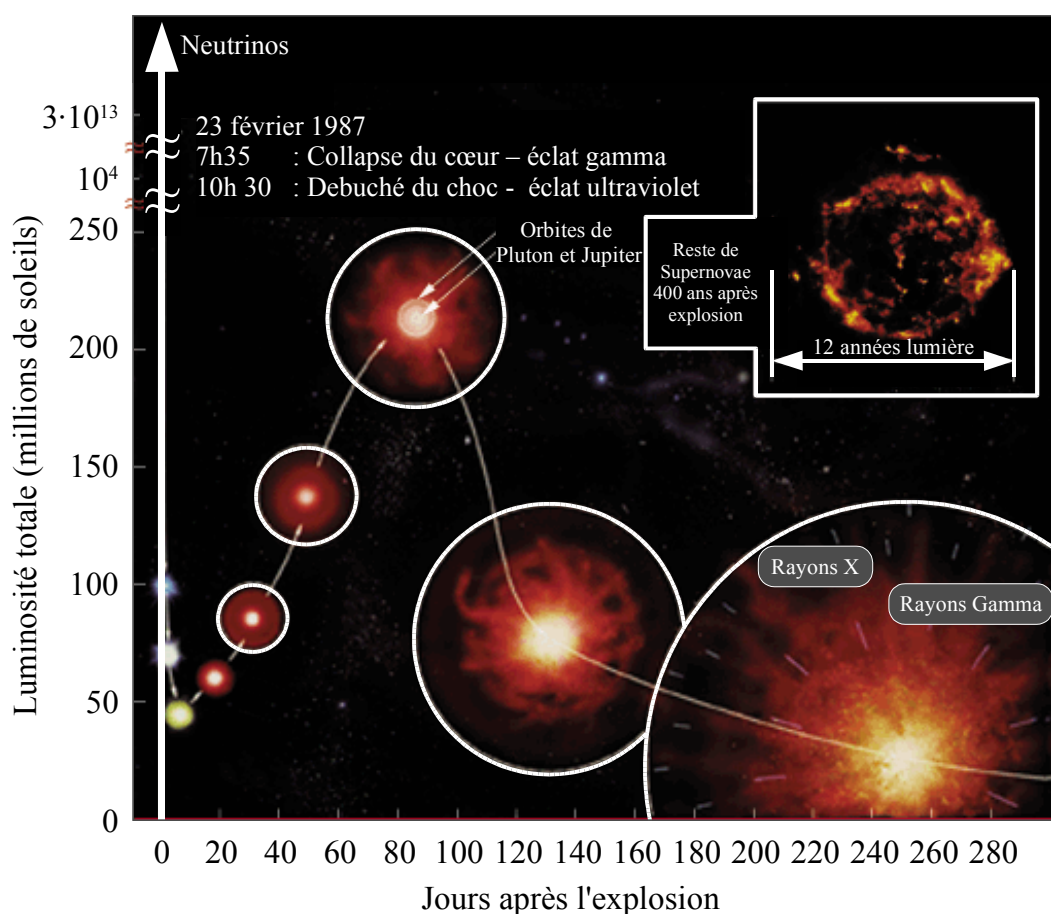 Neutrinos
23 février 1987
7h35 : Collapse du cœur – éclat gamma
10h 30 : Debuché du choc - éclat ultraviolet
Orbites de
Pluton et Jupiter
Reste de
Supernovae
400 ans après
explosion
12 années lumière
Rayons X
Rayons Gamma
Luminosité totale (millions de soleils)
3·10¹³
10⁴
250
200
150
100
50
0
0 20 40 60 80 100 120 140 160 180 200 220 240 260 280
Jours après l'explosion